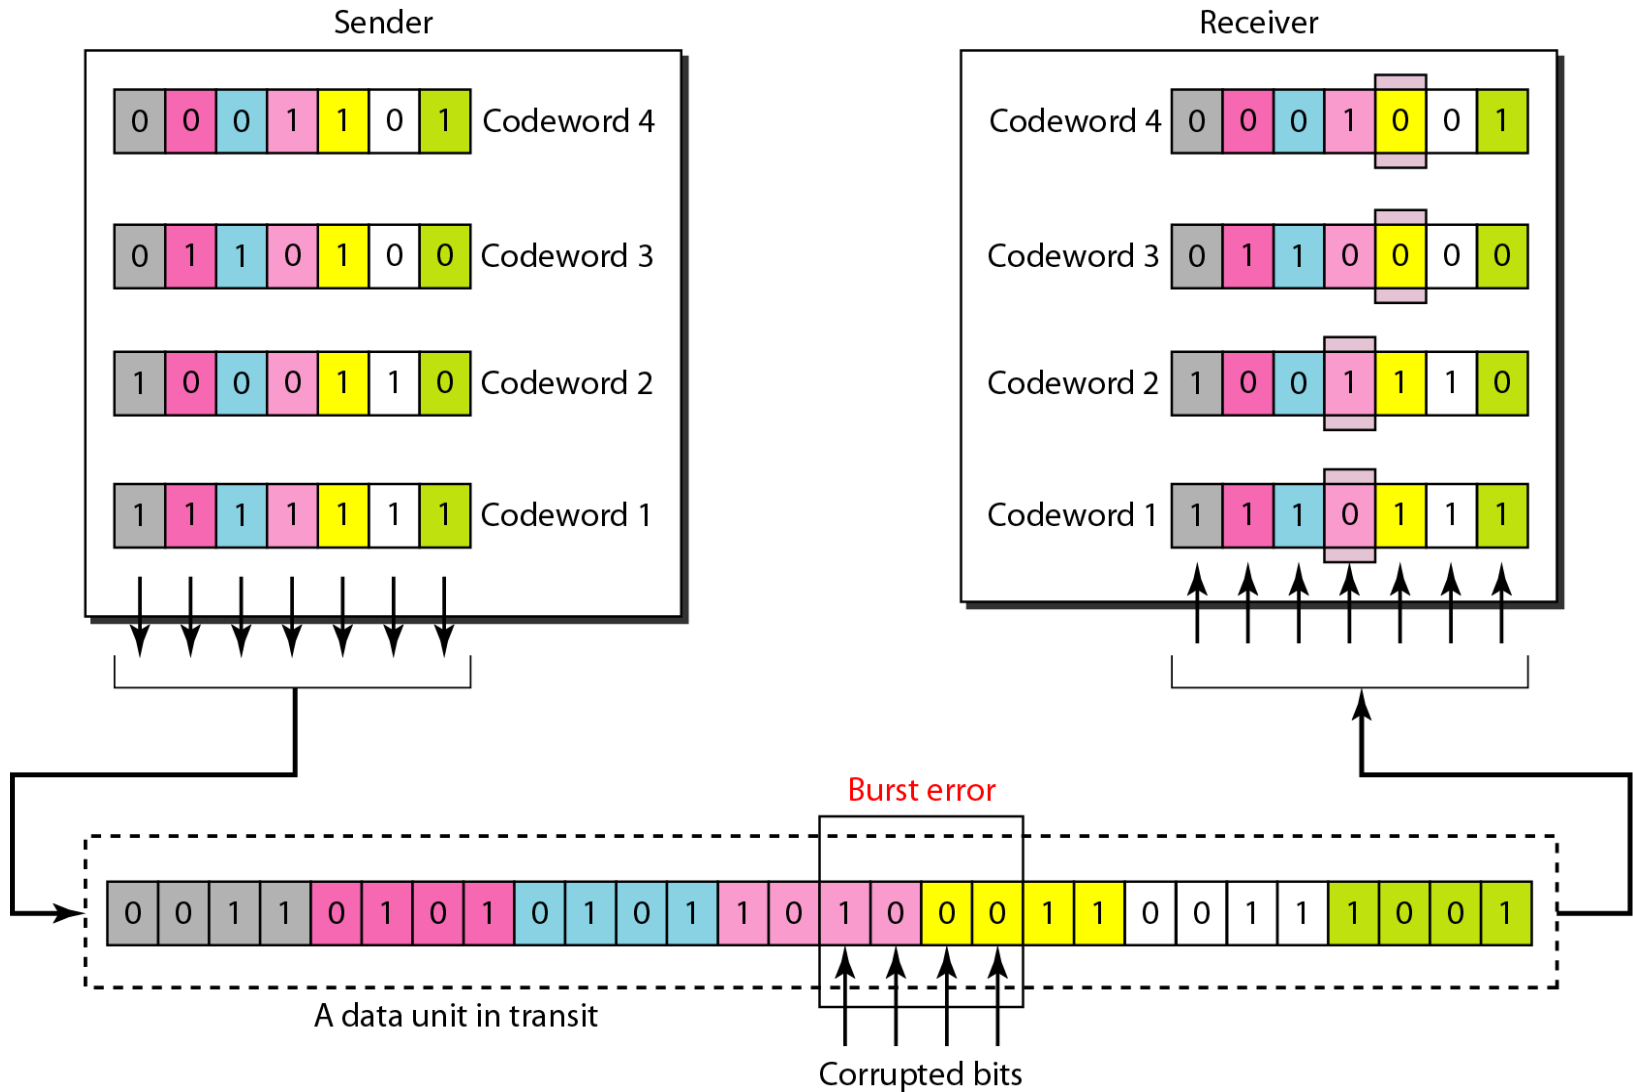 Sender
0 0 0 1 1 0 1 Codeword 4
0 1 1 0 1 0 0 Codeword 3
1 0 0 0 1 1 0 Codeword 2
1 1 1 1 1 1 1 Codeword 1
Receiver
Codeword 4 0 0 0 1 0 0 1
Codeword 3 0 1 1 0 0 0 0
Codeword 2 1 0 0 1 1 1 0
Codeword 1 1 1 1 0 1 1 1
Burst error
0 0 1 1 0 1 0 1 0 1 0 1 1 0 1 0 0 0 1 1 0 0 1 1 1 0 0 1
A data unit in transit
Corrupted bits